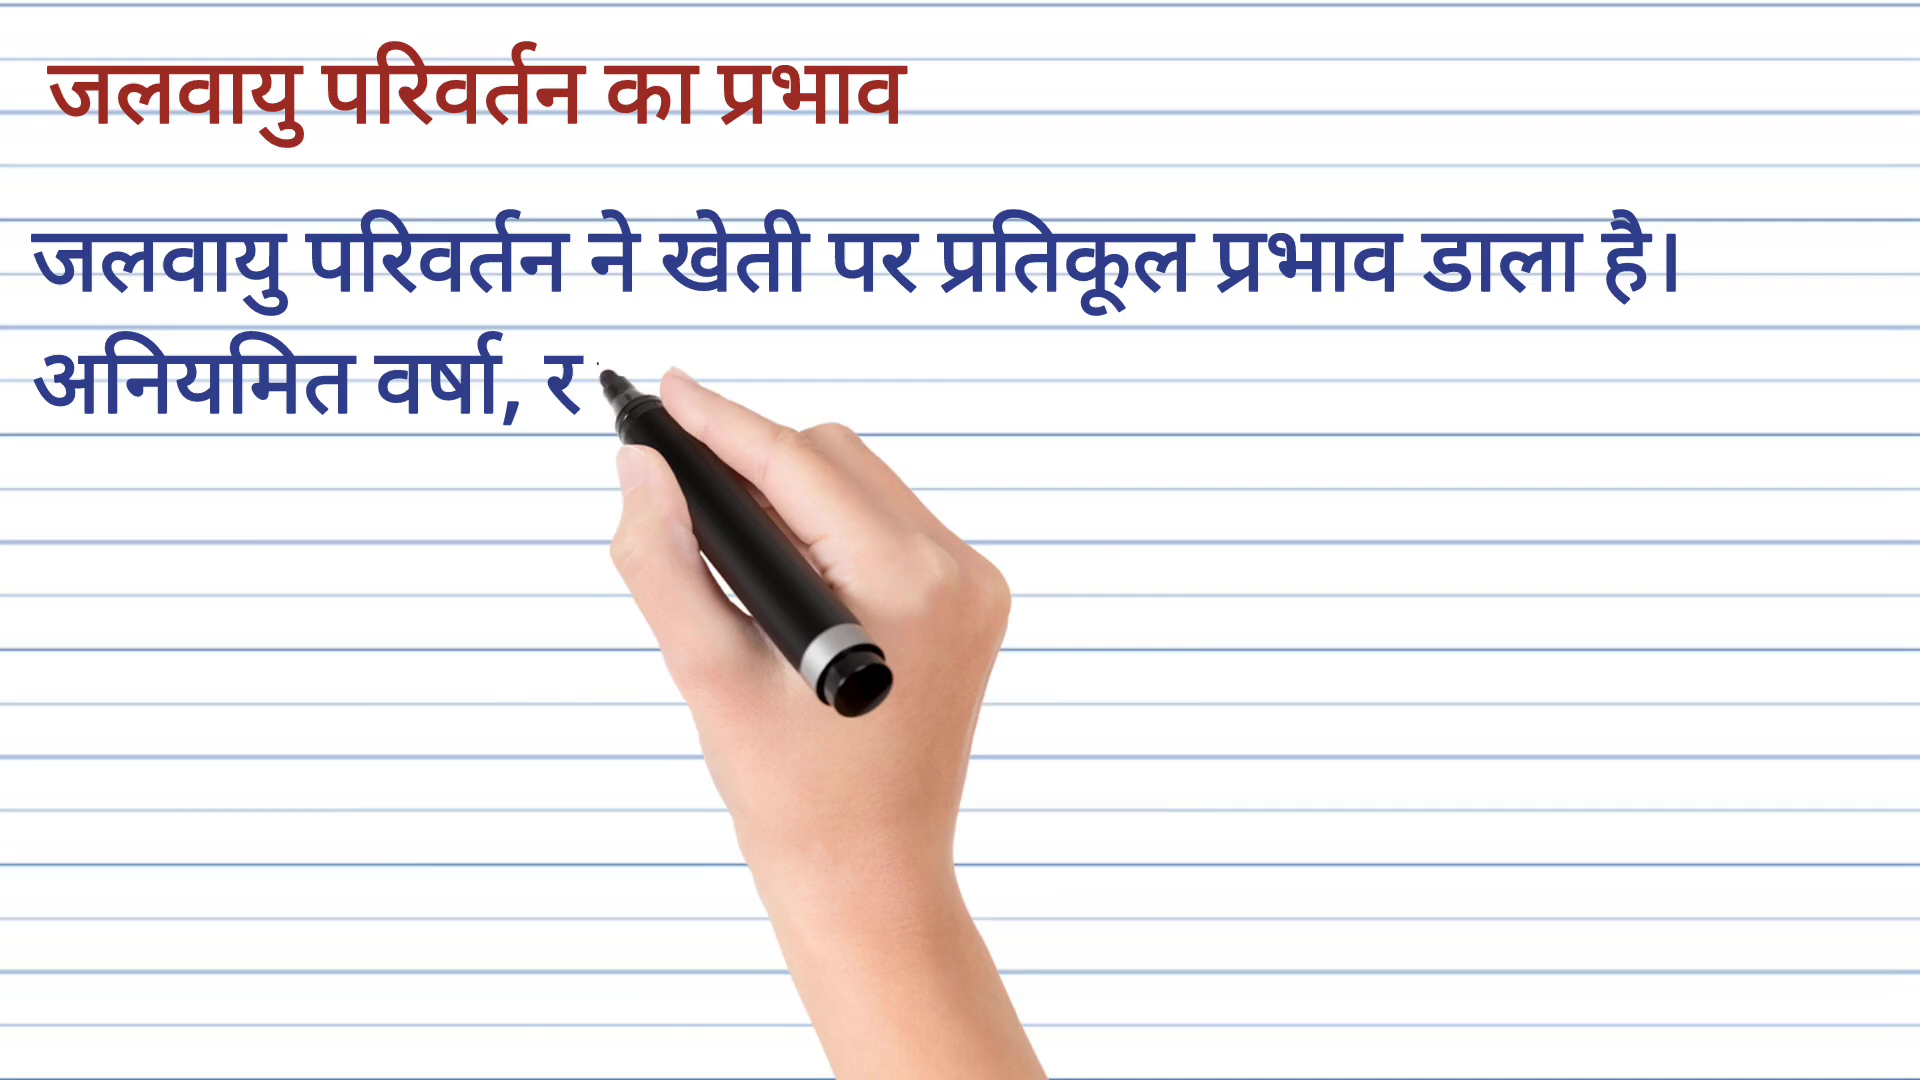 जलवायु परिवर्तन का प्रभाव
जलवायु परिवर्तन ने खेती पर प्रतिकूल प्रभाव डाला है।
अनियमित वर्षा, र